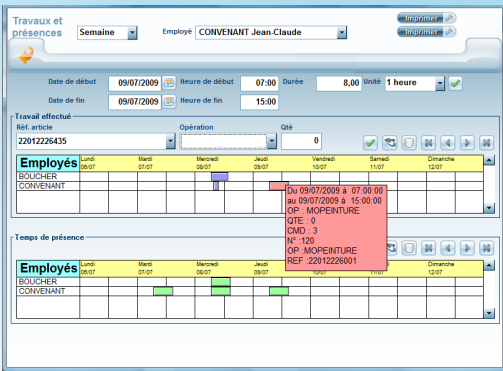 Travaux et présences
Semaine
Employé CONVENANT Jean-Claude
Imprimer
Imprimer
Date de début 09/07/2009 Heure de début 07:00 Durée 8,00 Unité 1 heure
Date de fin 09/07/2009 Heure de fin 15:00
Travail effectué
Réf. article Opération Qté
22012226435 0
Employés Lundi 06/07 Mardi 07/07 Mercredi 08/07 Jeudi 09/07 Vendredi 10/07 Samedi 11/07 Dimanche 12/07
BOUCHER
CONVENANT
Du 09/07/2009 à 07:00:00
au 09/07/2009 à 15:00:00
OP : MOPEINTURE
QTE : 0
CMD : 3
N° :120
OP :MOPEINTURE
REF :22012226001
Temps de présence
Employés Lundi 06/07 Mardi 07/07 Mercredi 08/07 Jeudi 09/07 Vendredi 10/07 Samedi 11/07 Dimanche 12/07
BOUCHER
CONVENANT